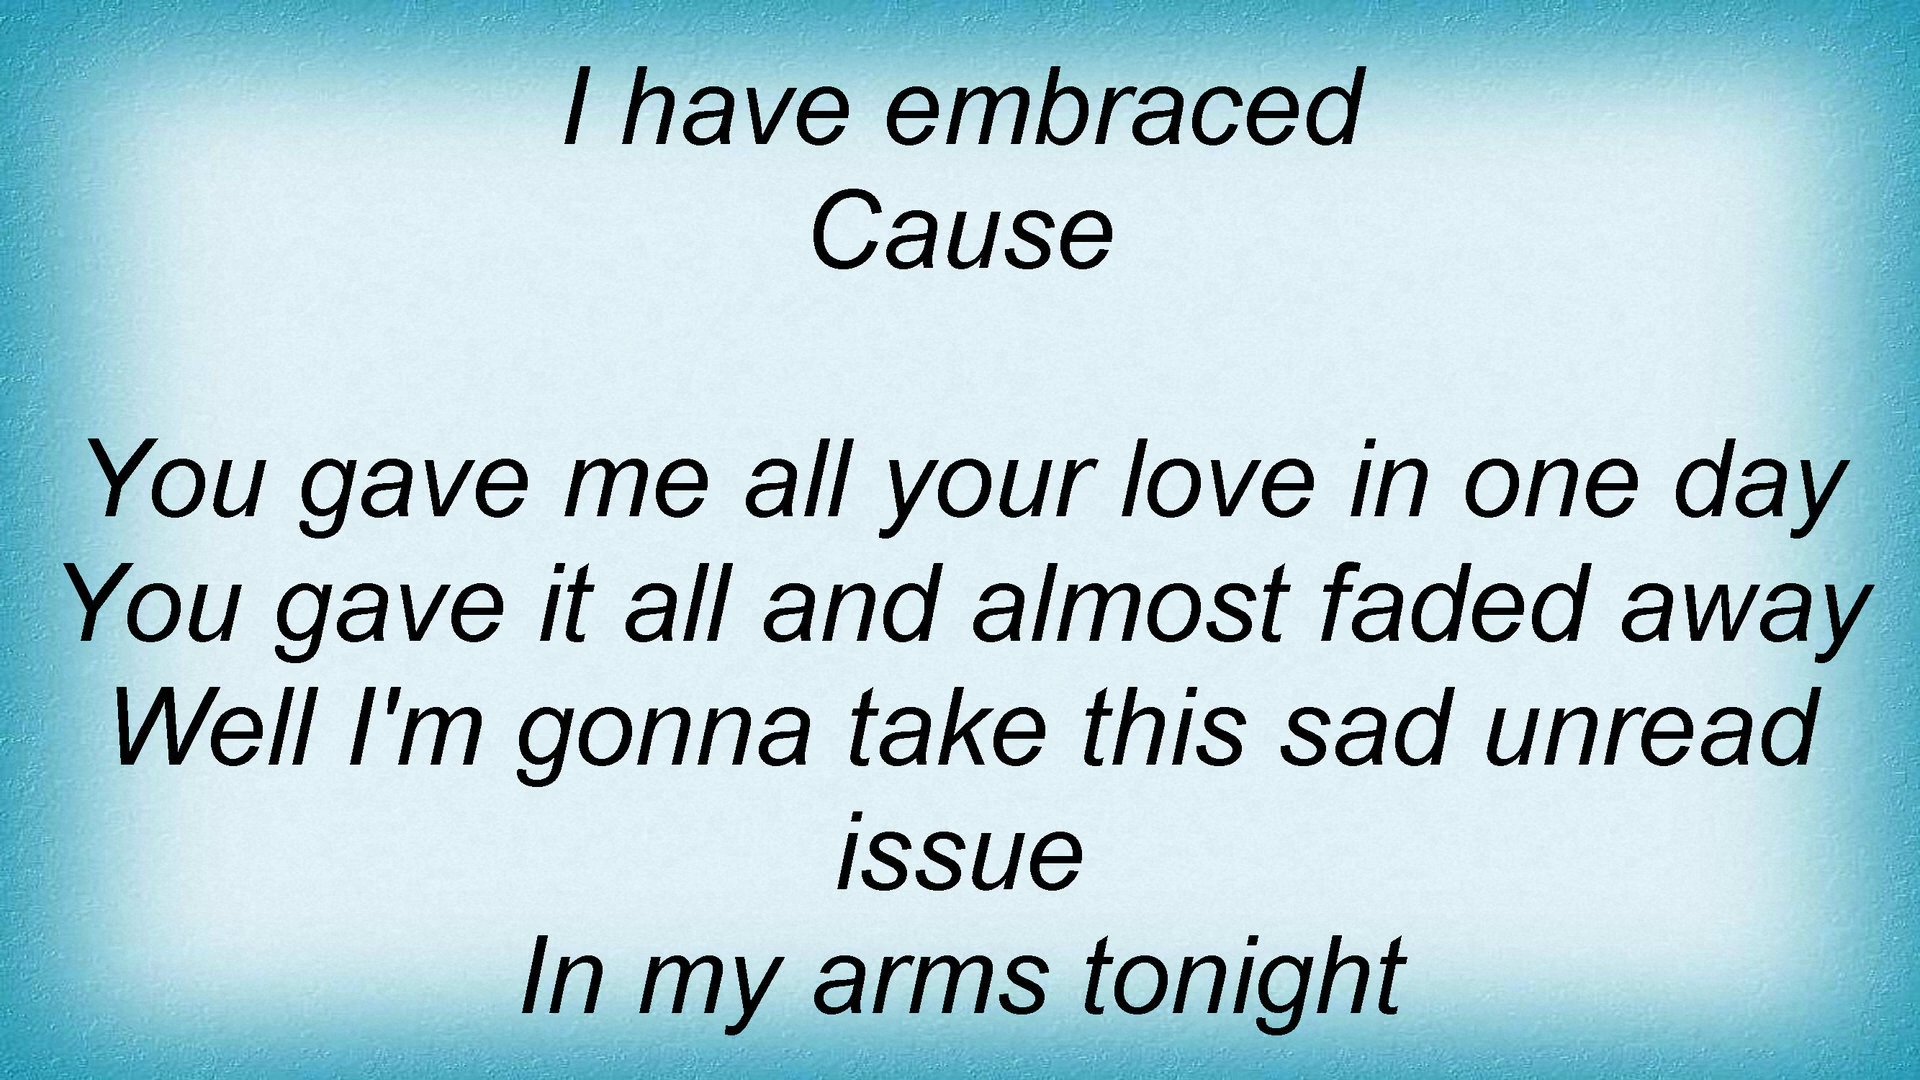 I have embraced
Cause
You gave me all your love in one day
You gave it all and almost faded away
Well I'm gonna take this sad unread
issue
In my arms tonight